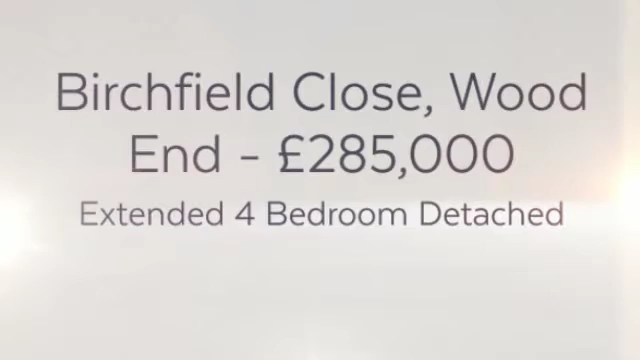 Birchfield Close, Wood
End - £285,000
Extended 4 Bedroom Detached